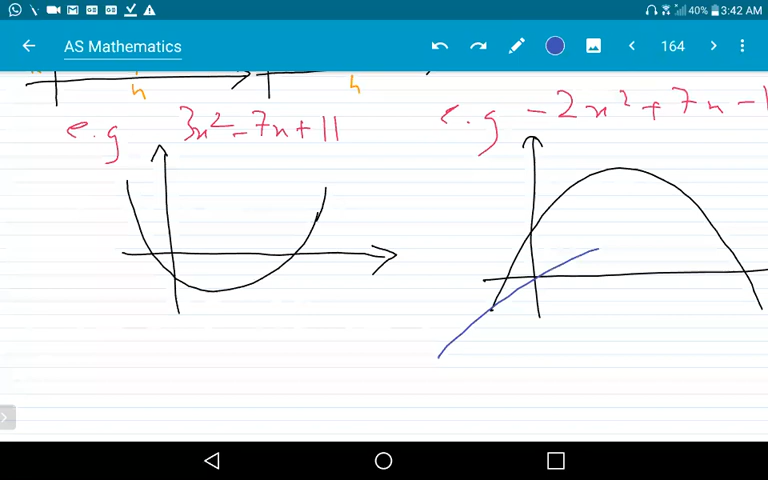 40% 3:42 AM
AS Mathematics
164
h h
e.g 3x²-7x+11
e.g -2x²+7x-1